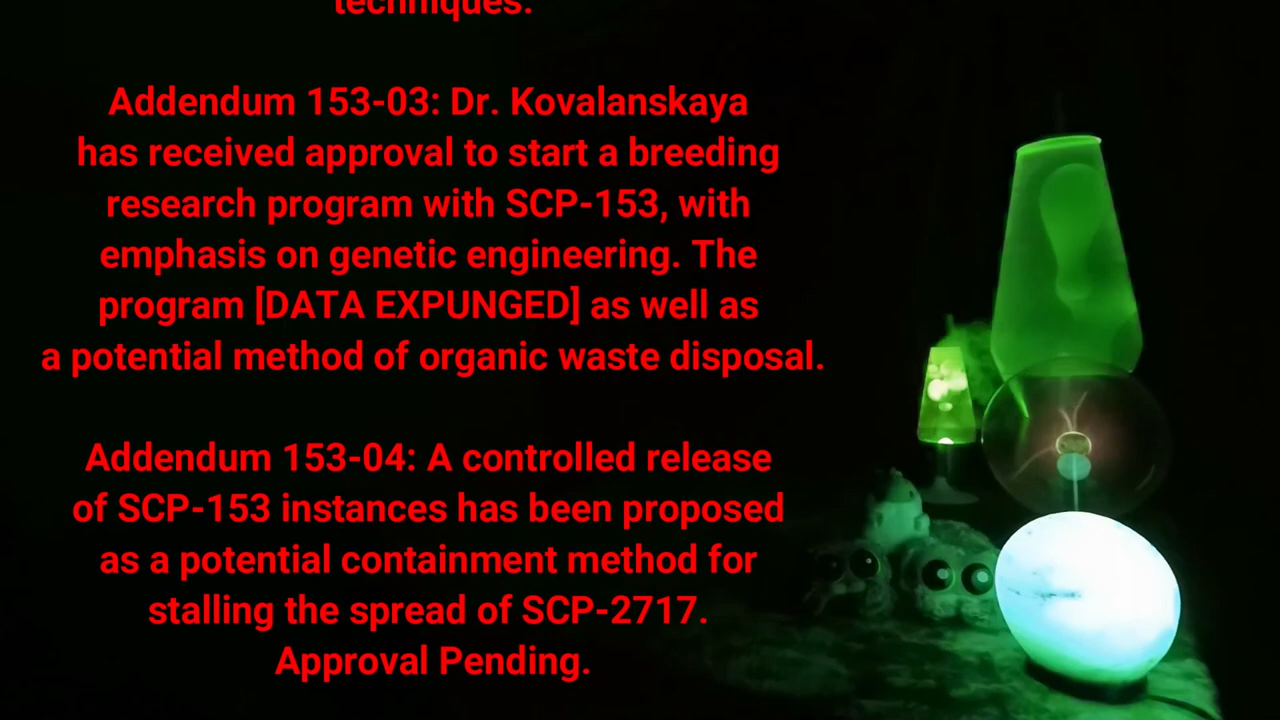 techniques.
Addendum 153-03: Dr. Kovalanskaya
has received approval to start a breeding
research program with SCP-153, with
emphasis on genetic engineering. The
program [DATA EXPUNGED] as well as
a potential method of organic waste disposal.
Addendum 153-04: A controlled release
of SCP-153 instances has been proposed
as a potential containment method for
stalling the spread of SCP-2717.
Approval Pending.